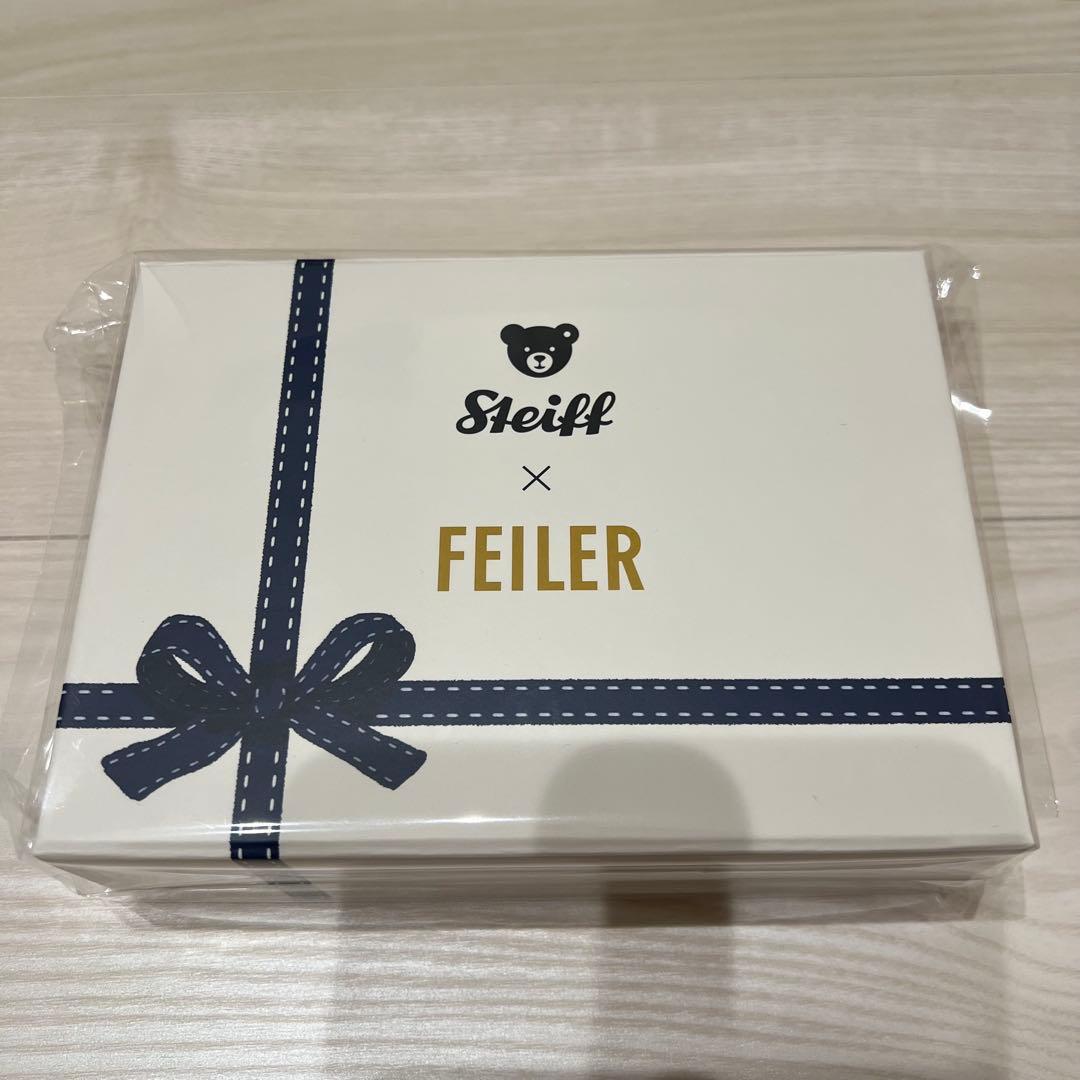 Steiff
×
FEILER